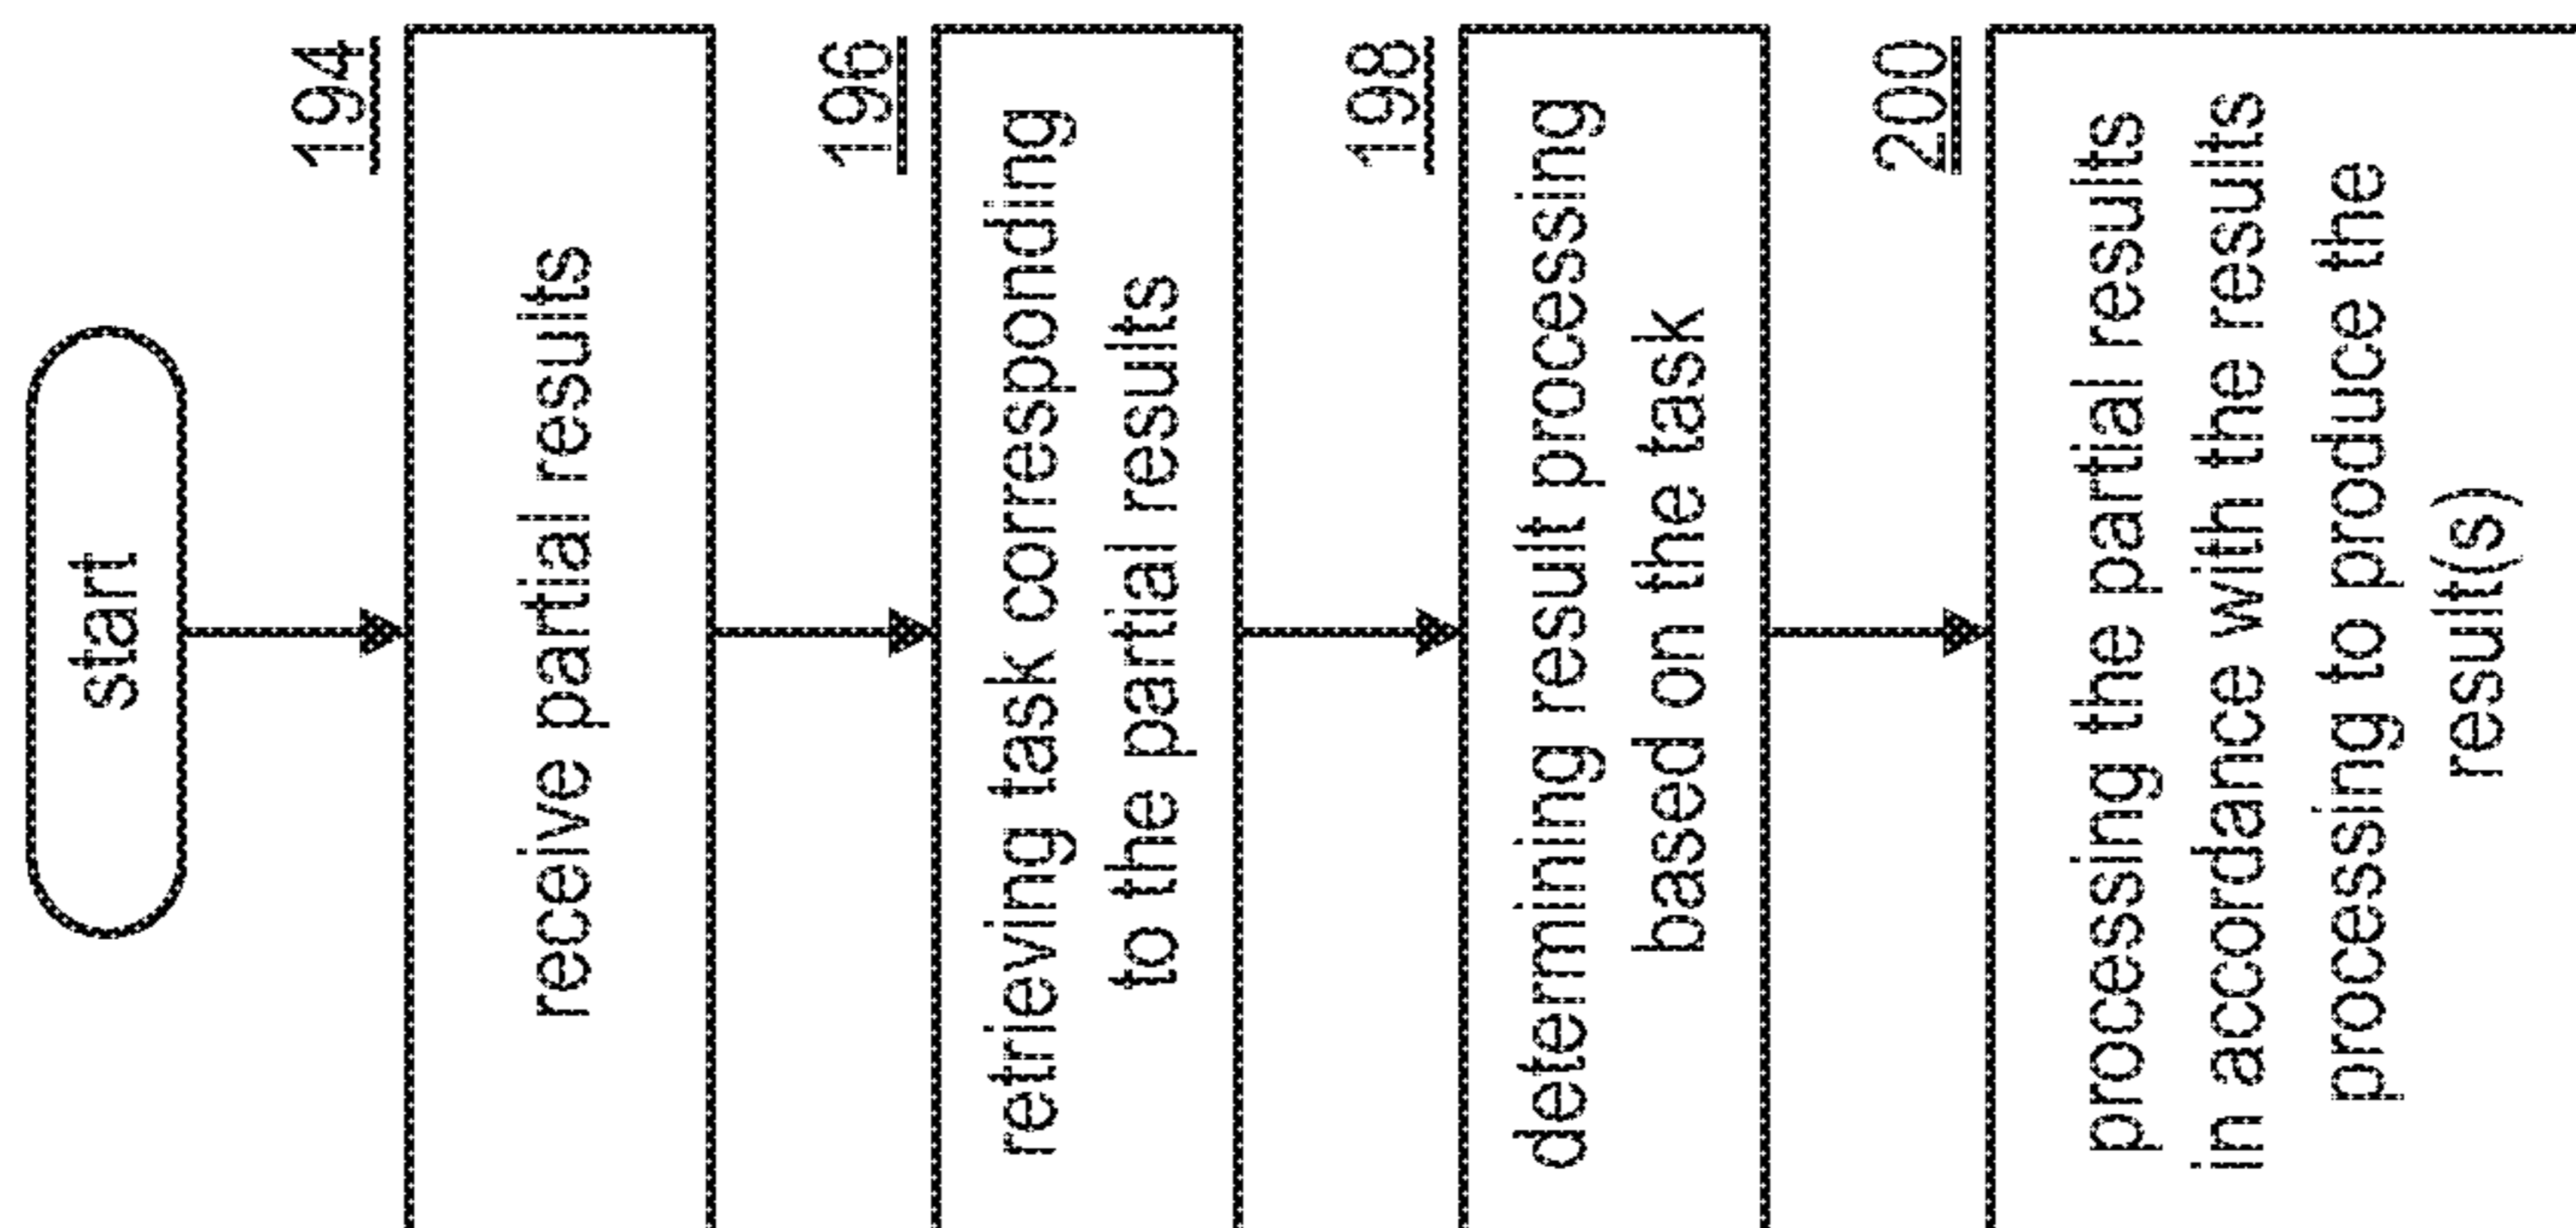 start
194
receive partial results
196
retrieving task corresponding
to the partial results
198
determining result processing
based on the task
200
processing the partial results
in accordance with the results
processing to produce the
result(s)